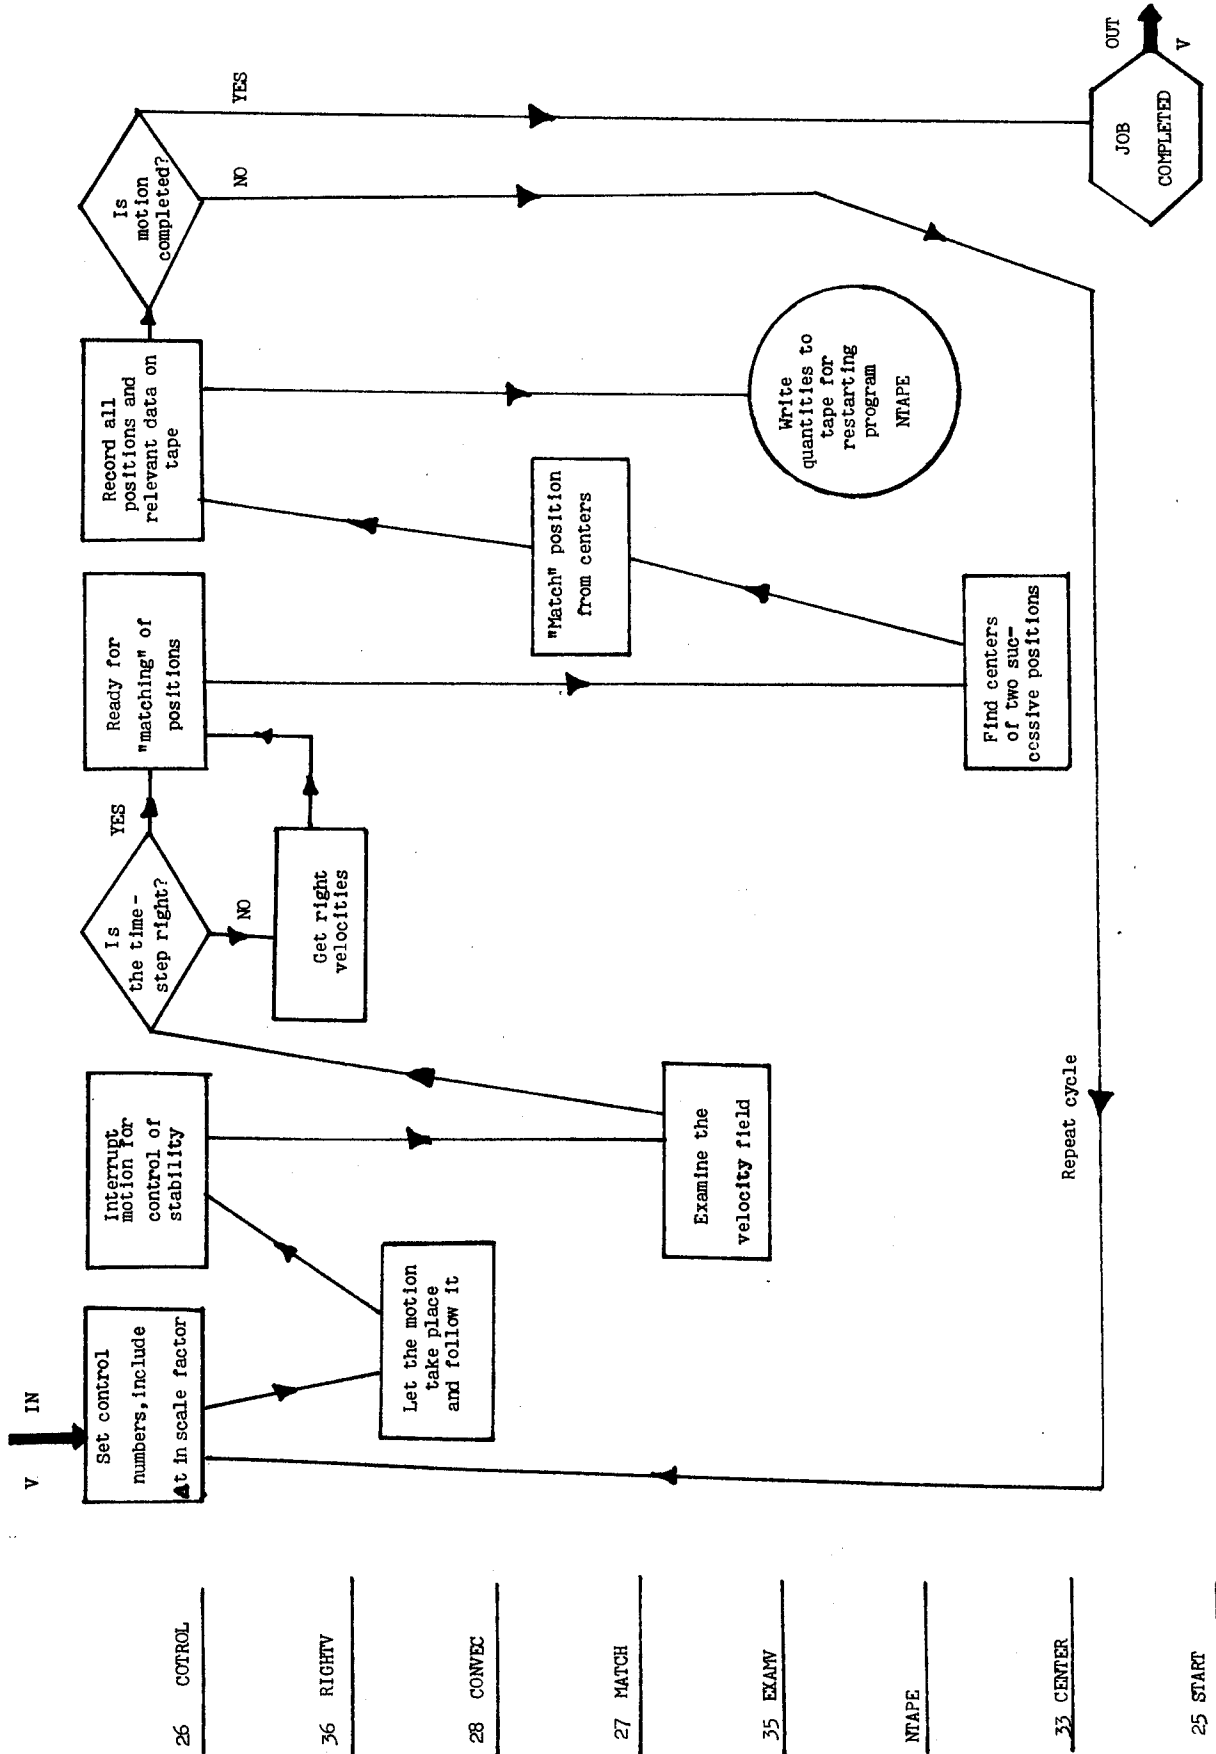 V IN
Set control
numbers,include
Δt in scale factor
Let the motion
take place
and follow it
Interrupt
motion for
control of
stability
Examine the
velocity field
Is
the time-
step right?
YES
NO
Get right
velocities
Ready for
"matching" of
positions
Find centers
of two suc-
cessive positions
"Match" position
from centers
Record all
positions and
relevant data on
tape
Write
quantities to
tape for
restarting
program
NTAPE
Is
motion
completed?
YES
NO
Repeat cycle
JOB
COMPLETED
OUT
V
26 COTROL
36 RIGHTV
28 CONVEC
27 MATCH
35 EXAMV
NTAPE
33 CENTER
25 START